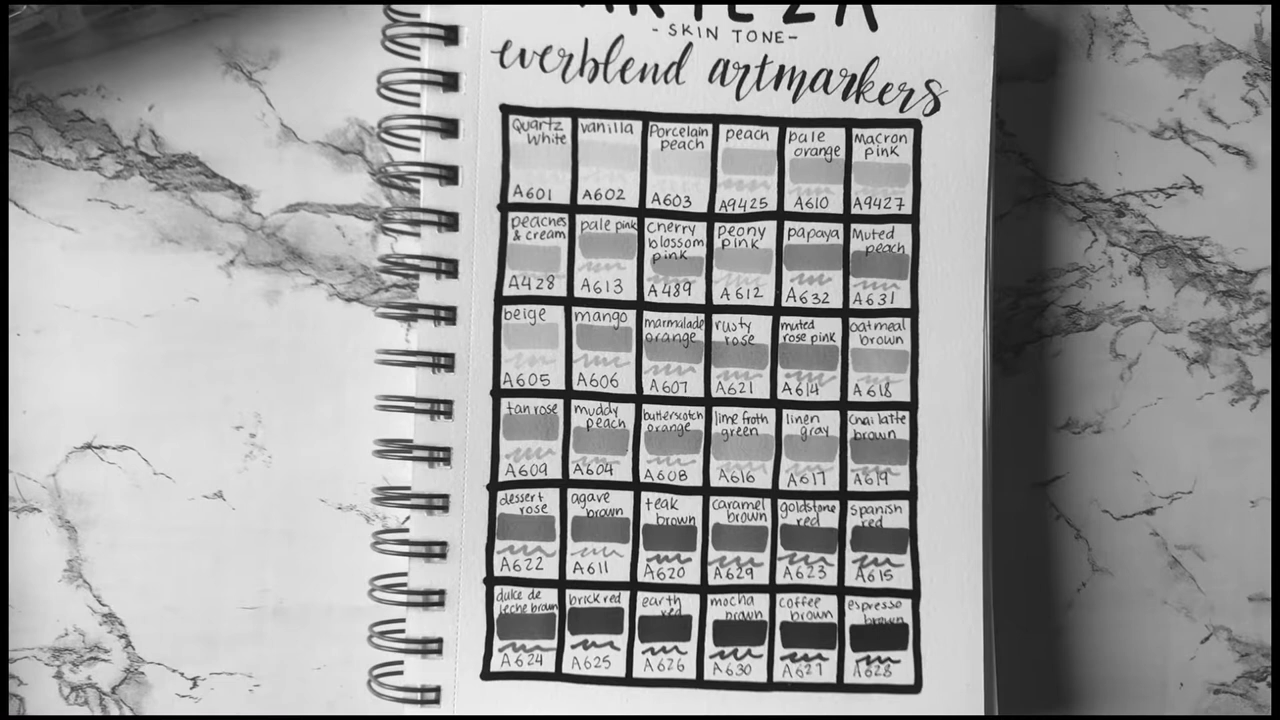 ARTEZA
- SKIN TONE -
everblend artmarkers
Quartz White A601
vanilla A602
Porcelain peach A603
peach A9425
pale orange A610
Macron pink A9427
peaches & cream A428
pale pink A613
cherry blossom pink A489
peony pink A612
papaya A632
Muted peach A631
beige A605
mango A606
marmalade orange A607
rusty rose A621
muted rose pink A614
oatmeal brown A618
tan rose A609
muddy peach A604
butterscotch orange A608
lime froth green A616
linen gray A617
chai latte brown A619
dessert rose A622
agave brown A611
teak brown A620
caramel brown A629
goldstone red A623
spanish red A615
dulce de leche brown A624
brick red A625
earth red A626
mocha brown A630
coffee brown A627
espresso brown A628